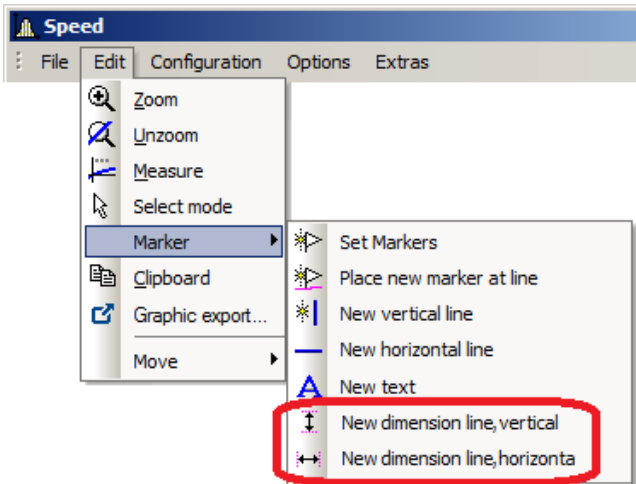 Speed
File Edit Configuration Options Extras
Zoom
Unzoom
Measure
Select mode
Marker
Clipboard
Graphic export...
Move
Set Markers
Place new marker at line
New vertical line
New horizontal line
New text
New dimension line,vertical
New dimension line,horizonta